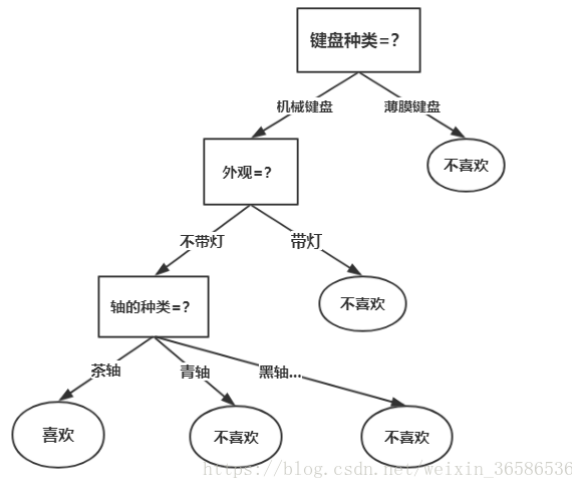 键盘种类=?
机械键盘
薄膜键盘
外观=?
不喜欢
不带灯
带灯
轴的种类=?
不喜欢
茶轴
青轴
黑轴...
喜欢
不喜欢
不喜欢
https://blog.csdn.net/weixin_36586536